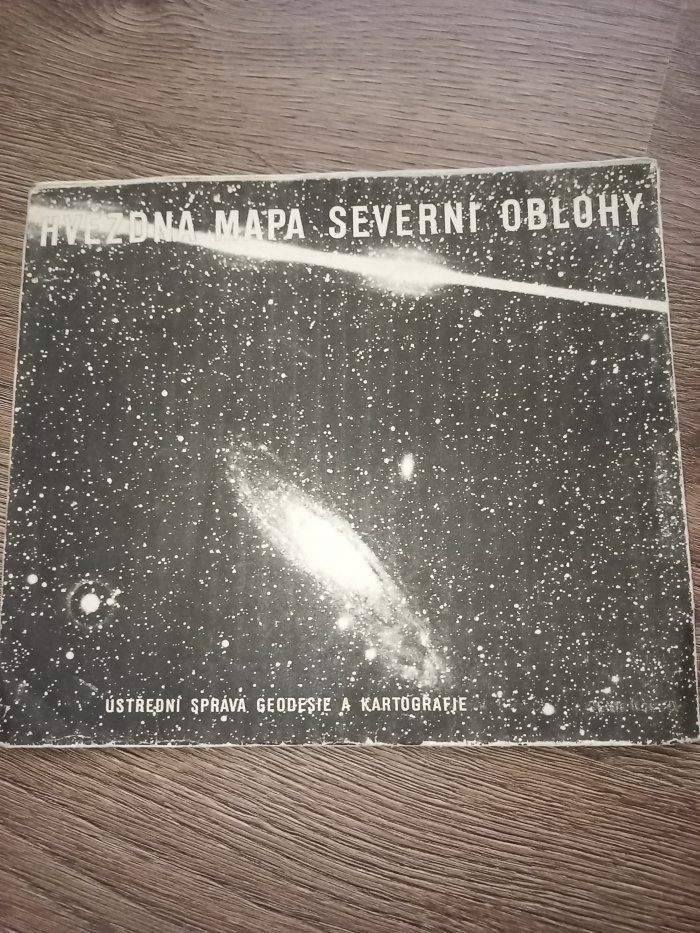 HVĚZDNÁ MAPA SEVERNÍ OBLOHY
ÚSTŘEDNÍ SPRÁVA GEODESIE A KARTOGRAFIE